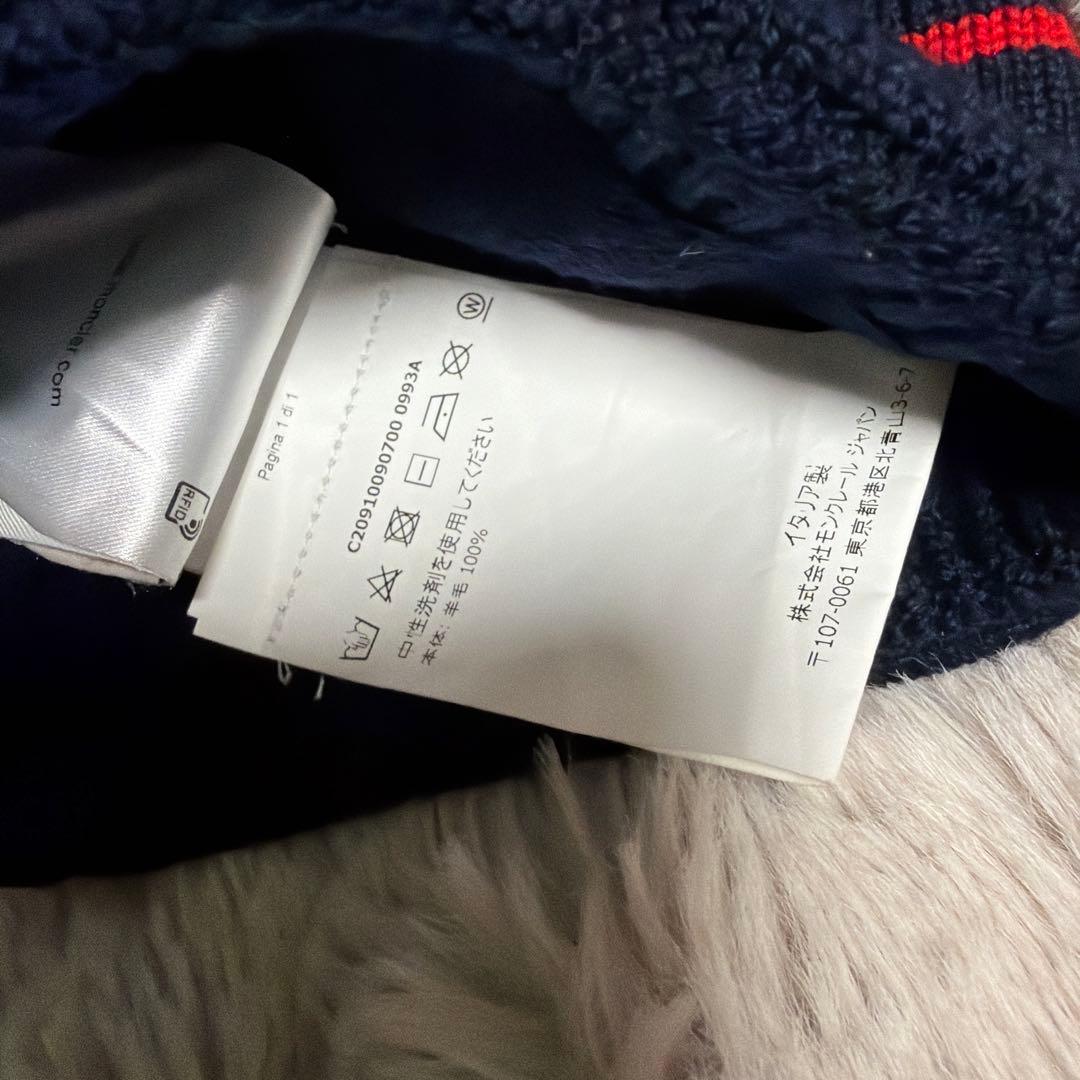 moncler.com
RFID
Pagina 1 di 1
C20910090700 0993A
W
中性洗剤を使用してください
本体: 羊毛 100%
イタリア製
株式会社モンクレール ジャパン
〒107-0061 東京都港区北青山3-6-7